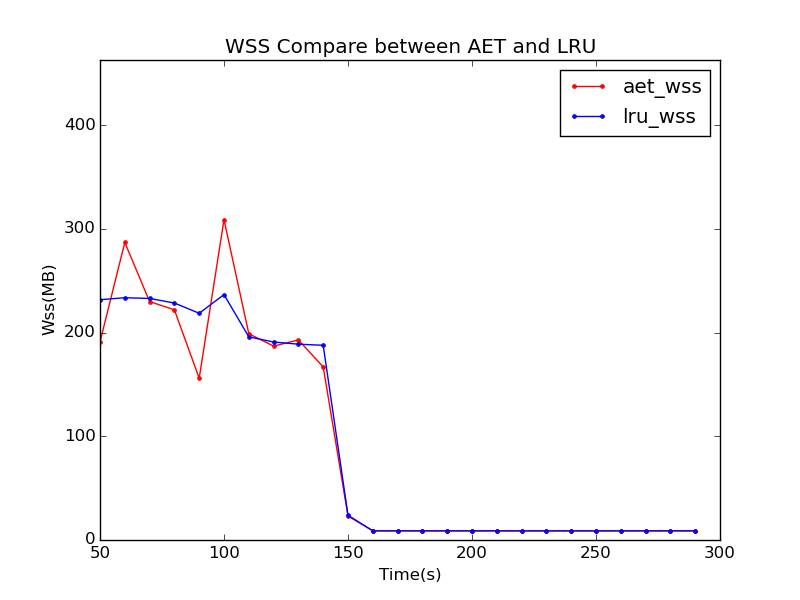 WSS Compare between AET and LRU
aet_wss
lru_wss
400
300
200
100
0
Wss(MB)
50 100 150 200 250 300
Time(s)